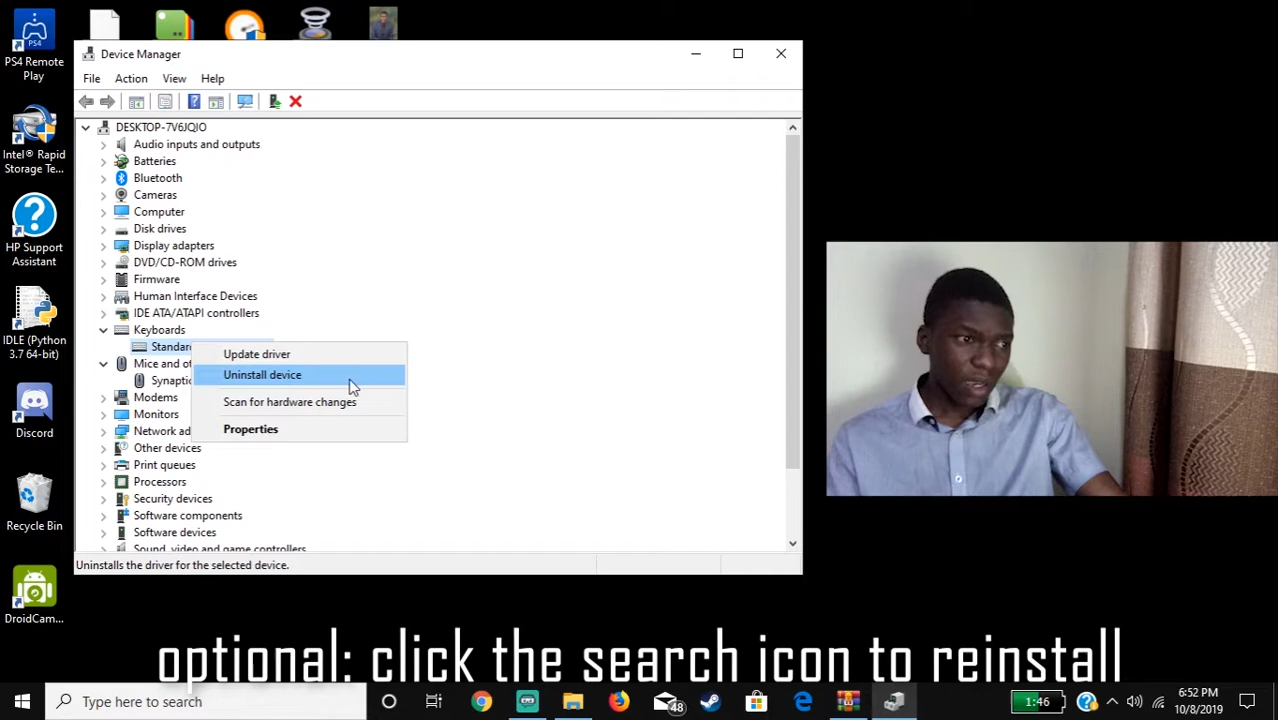 Device Manager
File Action View Help
DESKTOP-7V6JQIO
Audio inputs and outputs
Batteries
Bluetooth
Cameras
Computer
Disk drives
Display adapters
DVD/CD-ROM drives
Firmware
Human Interface Devices
IDE ATA/ATAPI controllers
Keyboards
Standar
Mice and ot
Synaptic
Modems
Monitors
Network ad
Other devices
Print queues
Processors
Security devices
Software components
Software devices
Sound, video and game controllers
Update driver
Uninstall device
Scan for hardware changes
Properties
Uninstalls the driver for the selected device.
PS4
PS4 Remote
Play
Intel® Rapid
Storage Te...
HP Support
Assistant
IDLE (Python
3.7 64-bit)
Discord
Recycle Bin
DroidCam...
optional: click the search icon to reinstall
Type here to search
48
1:46
6:52 PM
10/8/2019